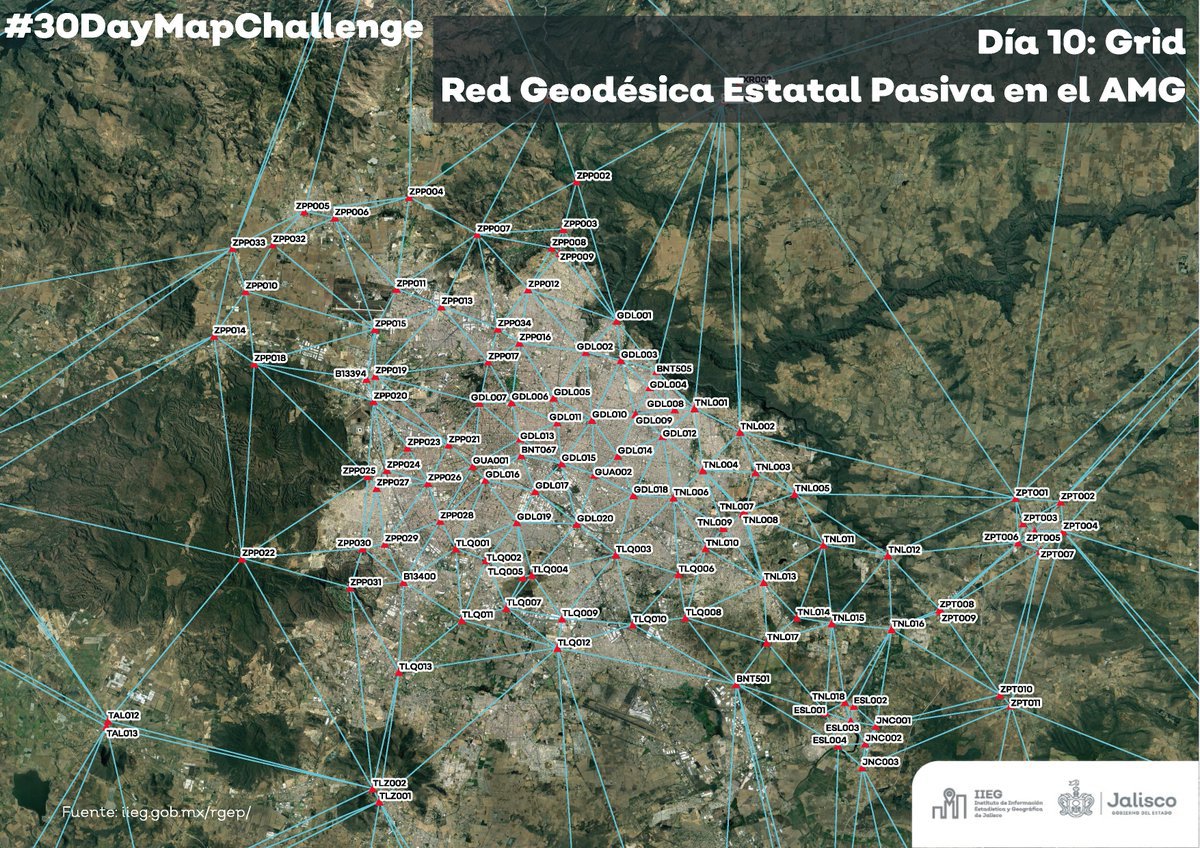 #30DayMapChallenge
Día 10: Grid
Red Geodésica Estatal Pasiva en el AMG
ZPP002
ZPP004
ZPP005
ZPP006
ZPP003
ZPP007
ZPP008
ZPP033
ZPP032
ZPP009
ZPP010
ZPP011
ZPP012
ZPP013
GDL001
ZPP014
ZPP015
ZPP034
ZPP016
GDL002
GDL003
ZPP018
ZPP017
BNT505
B13394
ZPP019
GDL004
ZPP020
GDL007
GDL006
GDL005
GDL008
TNL001
GDL011
GDL010
GDL009
TNL002
ZPP023
ZPP021
GDL013
GDL012
BNT067
GDL014
GUA001
GDL015
ZPP025
ZPP024
TNL004
TNL003
ZPP026
GDL016
GUA002
ZPP027
GDL017
GDL018
TNL006
TNL005
ZPT001
ZPT002
TNL007
ZPP028
GDL019
GDL020
TNL009
TNL008
ZPT003
ZPT004
ZPT006
ZPT005
ZPP022
ZPP030
ZPP029
TLQ001
TLQ003
TNL010
TNL011
TNL012
ZPT007
TLQ002
TLQ005
TLQ004
TLQ006
TNL013
ZPP031
B13400
TLQ007
ZPT008
TLQ011
TLQ009
TLQ010
TLQ008
TNL014
TNL015
ZPT009
TNL016
TLQ012
TNL017
TLQ013
BNT501
ZPT010
TNL018
ESL002
ZPT011
ESL001
TAL012
ESL003
JNC001
TAL013
ESL004
JNC002
JNC003
TLZ002
TLZ001
Fuente: iieg.gob.mx/rgep/
IIEG
Instituto de Información
Estadística y Geográfica
de Jalisco
Jalisco
GOBIERNO DEL ESTADO